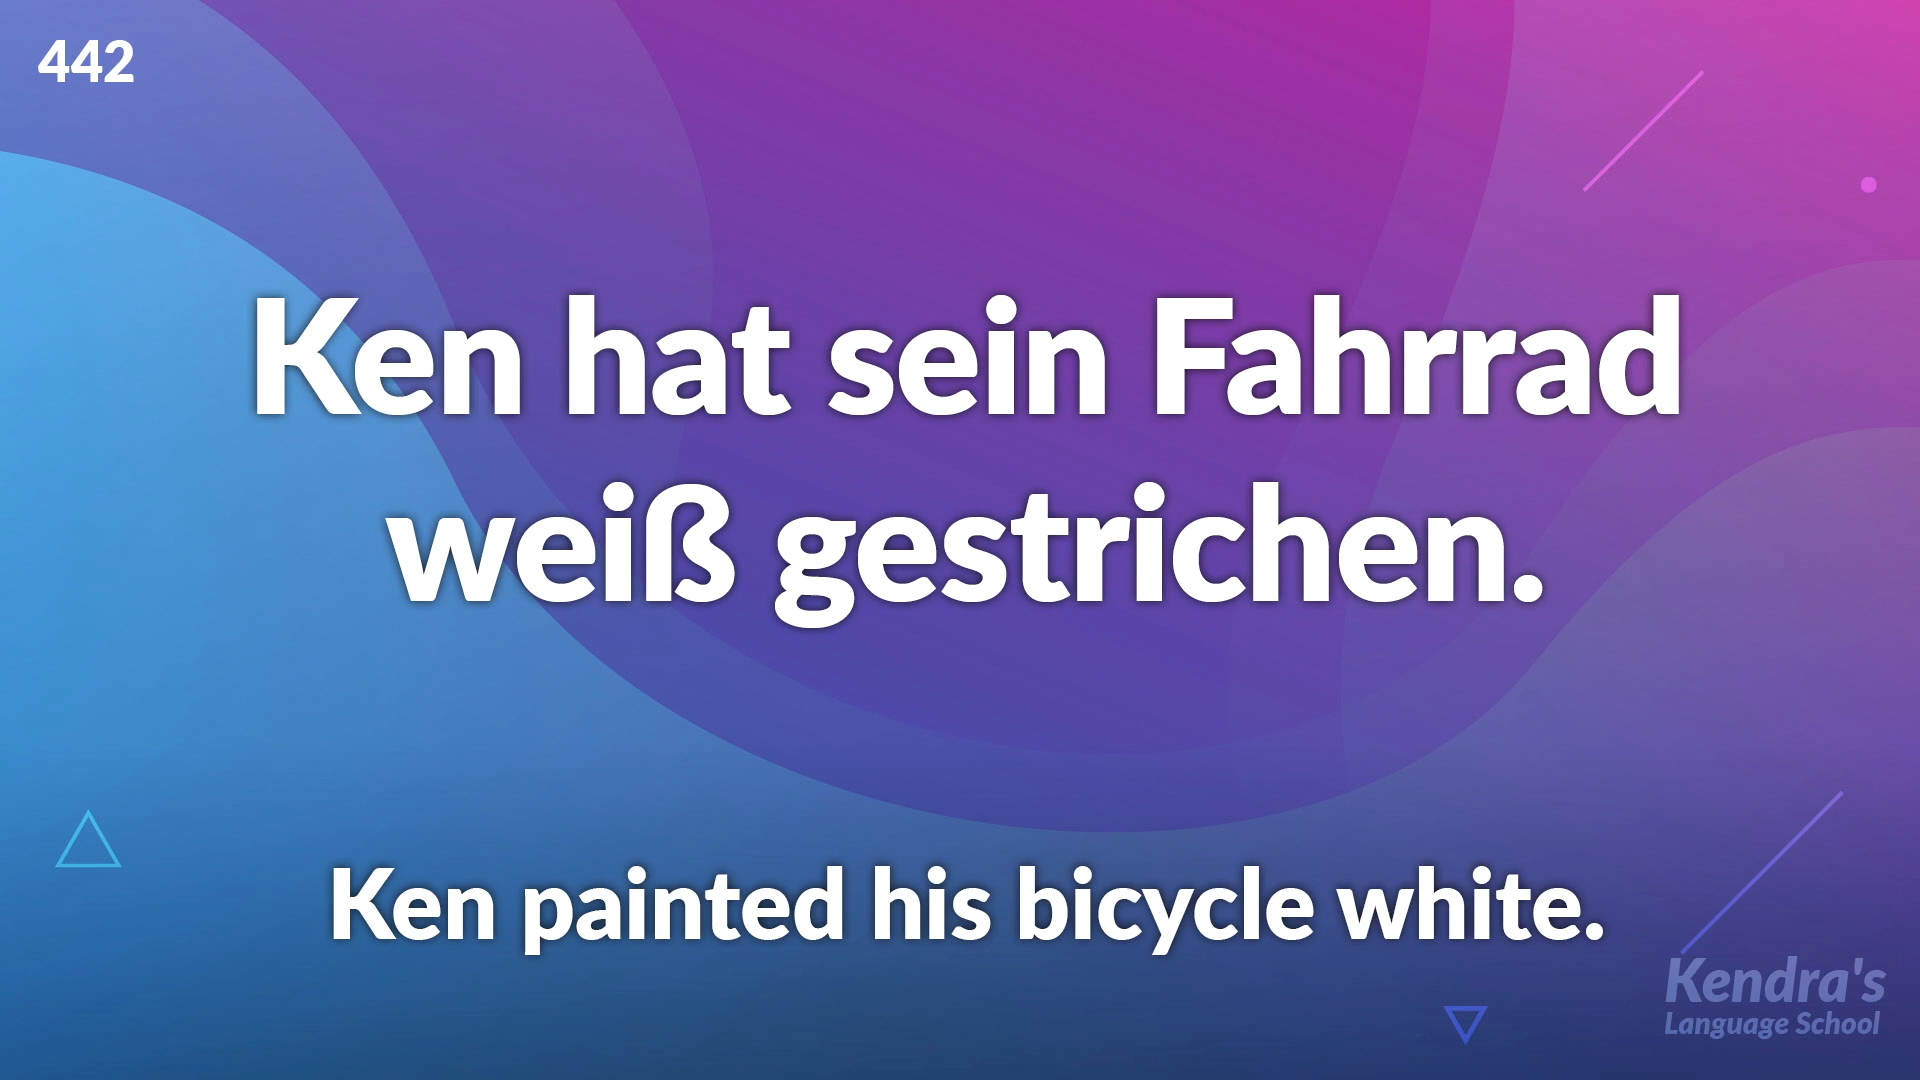 442
Ken hat sein Fahrrad
weiß gestrichen.
Ken painted his bicycle white.
Kendra's
Language School